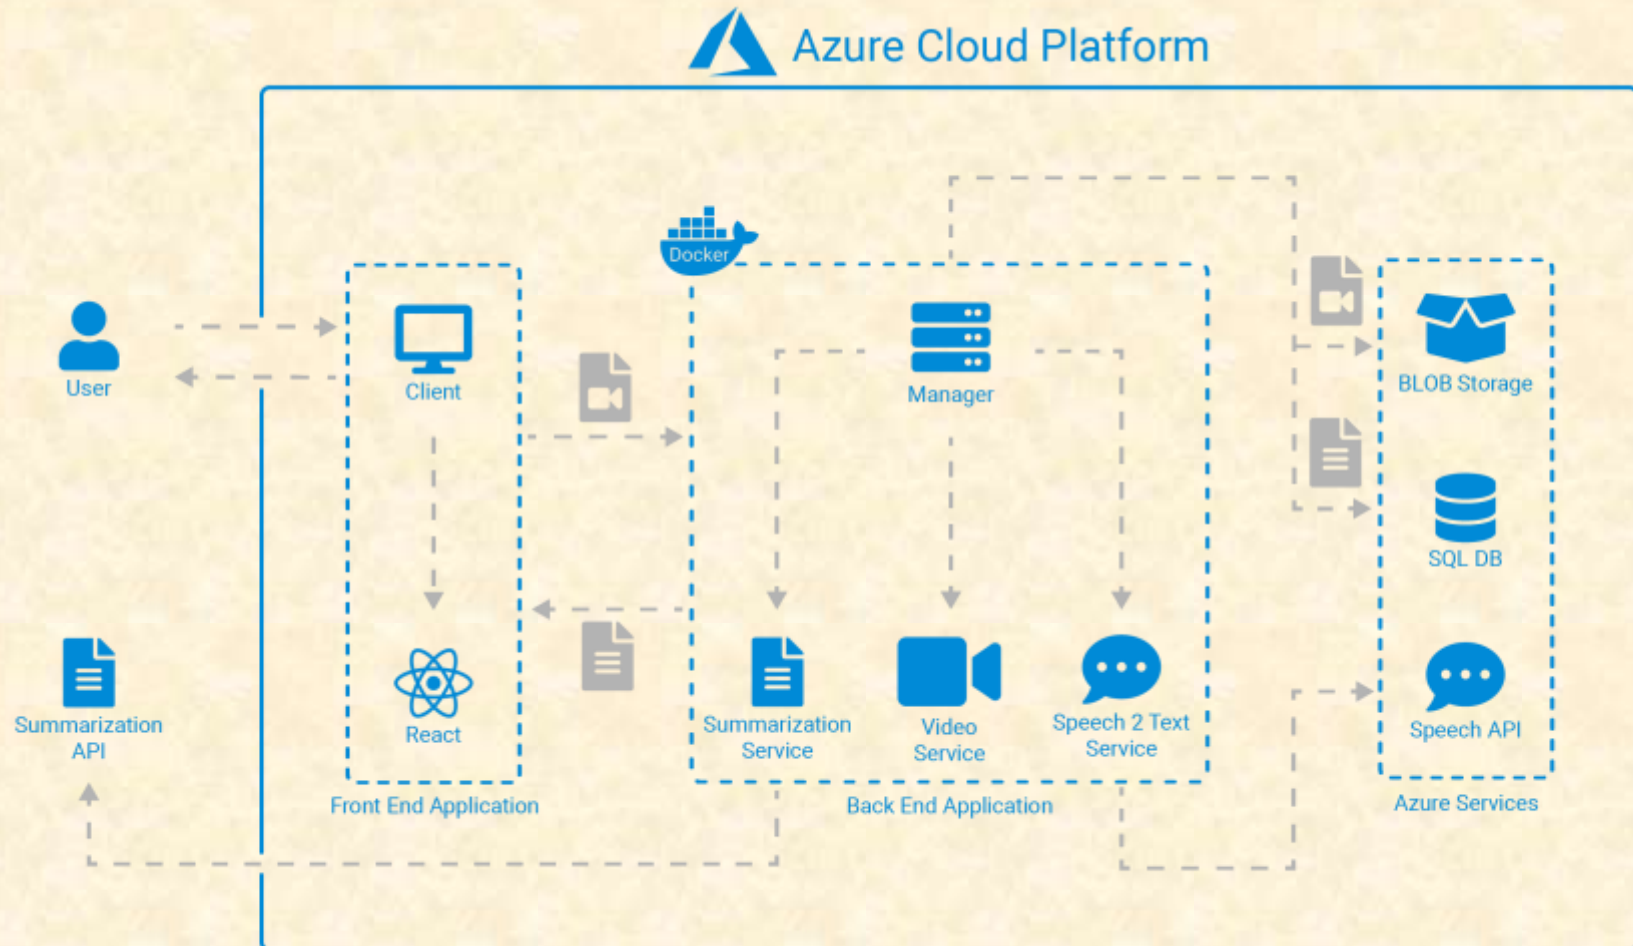 Azure Cloud Platform
Docker
User
Client
Manager
BLOB Storage
SQL DB
Summarization
API
React
Summarization
Service
Video
Service
Speech 2 Text
Service
Speech API
Front End Application
Back End Application
Azure Services